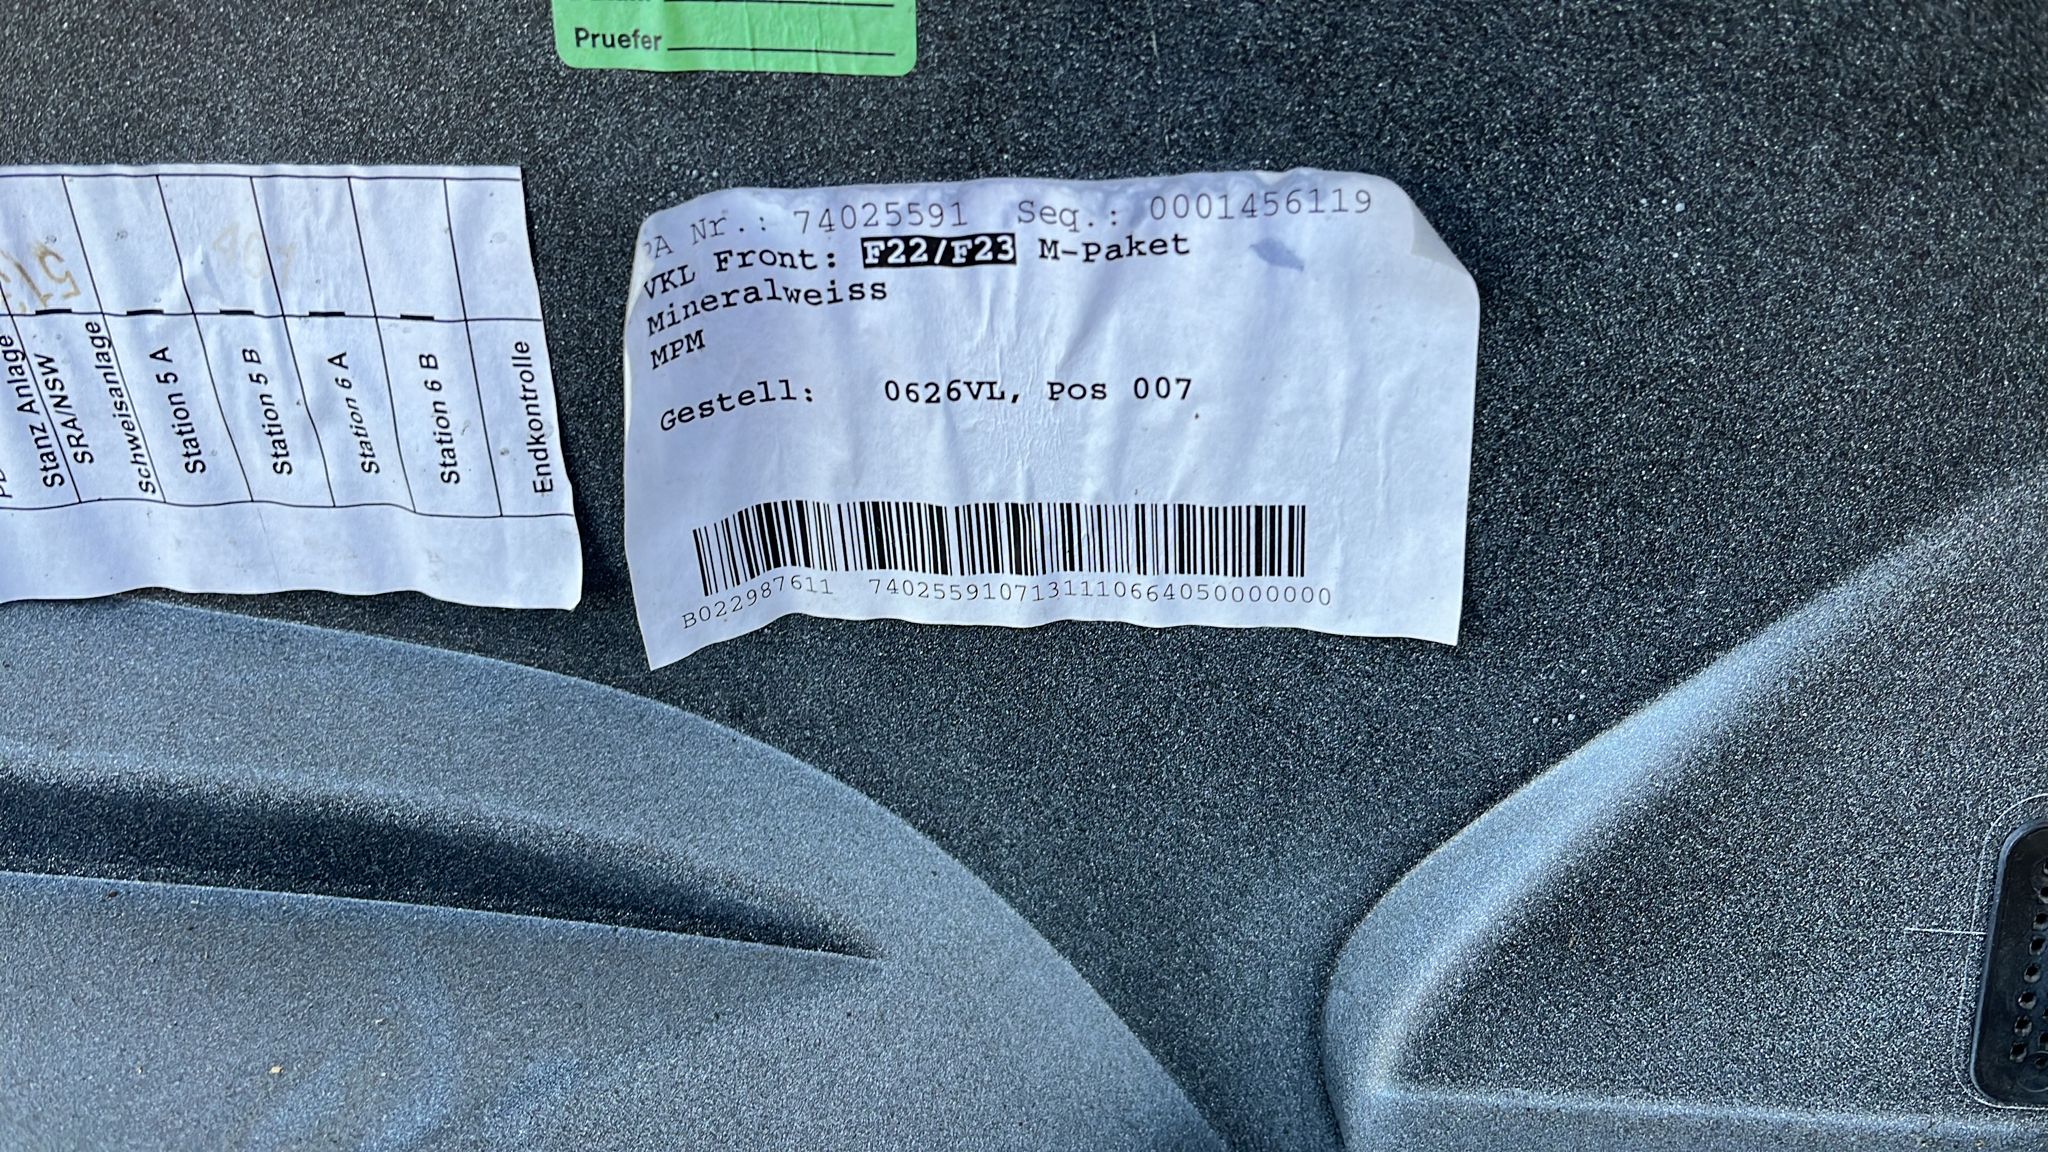 Pruefer
PA Nr.: 74025591 Seq.: 0001456119
VKL Front: F22/F23 M-Paket
Mineralweiss
MPM
Gestell: 0626VL, Pos 007
B022987611 7402559107131110664050000000
Stanz Anlage
SRA/NSW
Schweisanlage
Station 5 A
Station 5 B
Station 6 A
Station 6 B
Endkontrolle